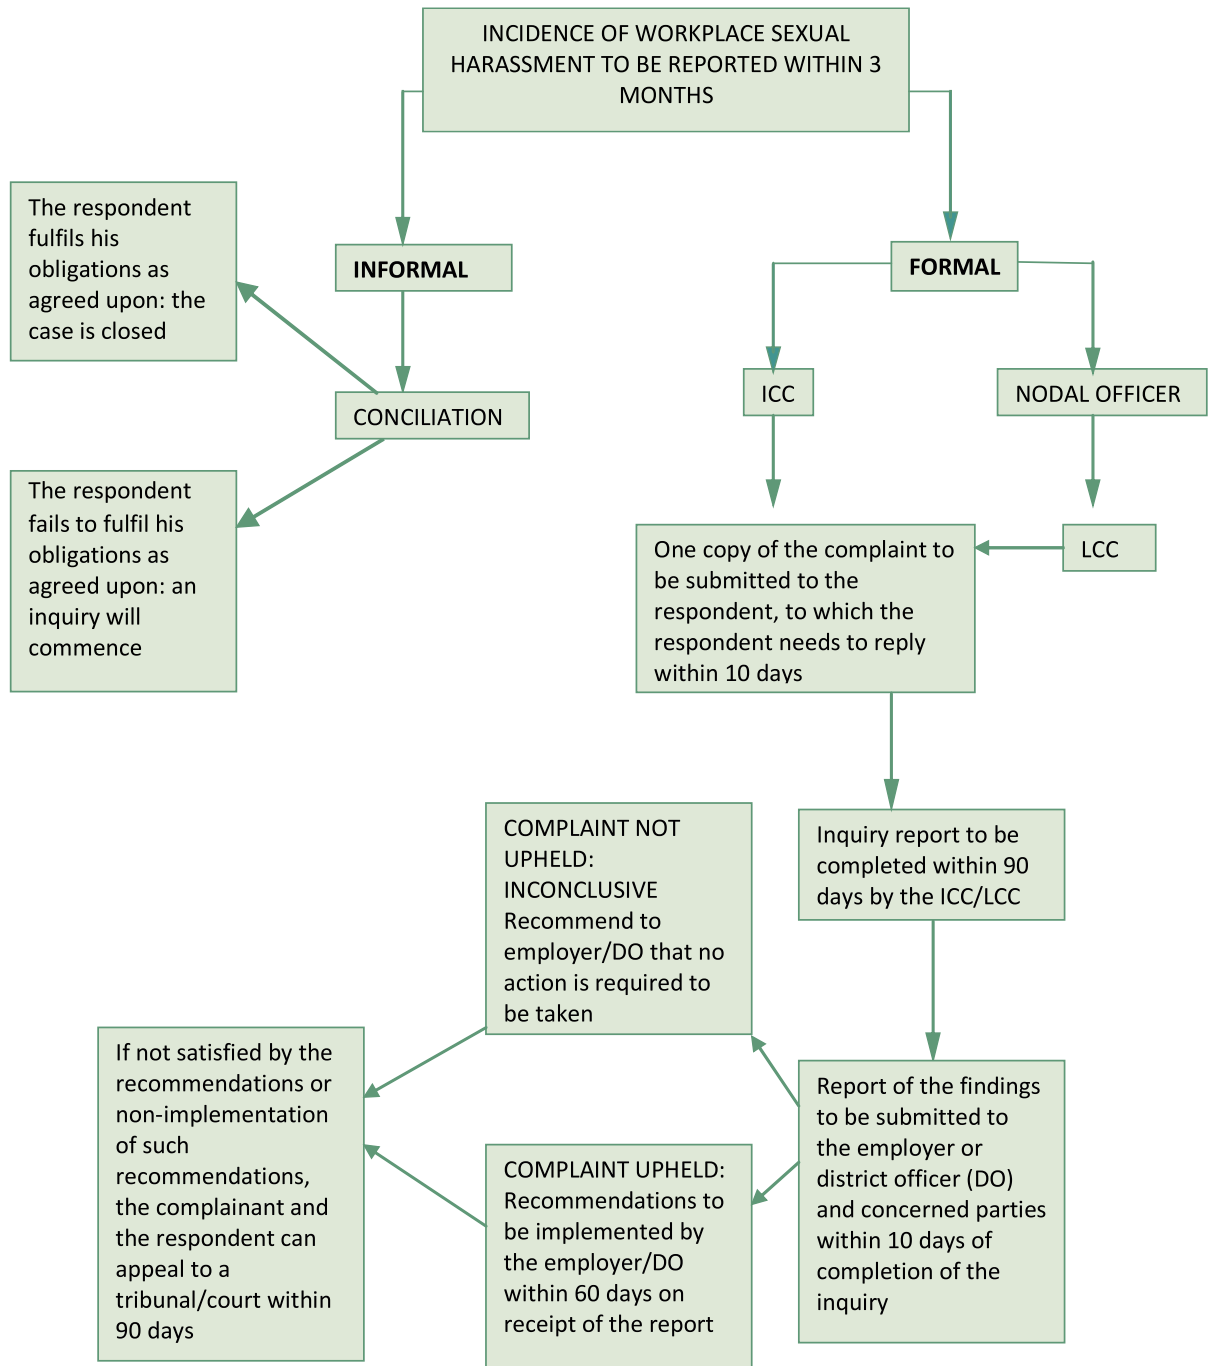 INCIDENCE OF WORKPLACE SEXUAL
HARASSMENT TO BE REPORTED WITHIN 3
MONTHS
The respondent
fulfils his
obligations as
agreed upon: the
case is closed
INFORMAL
FORMAL
CONCILIATION
ICC
NODAL OFFICER
The respondent
fails to fulfil his
obligations as
agreed upon: an
inquiry will
commence
One copy of the complaint to
be submitted to the
respondent, to which the
respondent needs to reply
within 10 days
LCC
Inquiry report to be
completed within 90
days by the ICC/LCC
COMPLAINT NOT
UPHELD:
INCONCLUSIVE
Recommend to
employer/DO that no
action is required to
be taken
Report of the findings
to be submitted to
the employer or
district officer (DO)
and concerned parties
within 10 days of
completion of the
inquiry
COMPLAINT UPHELD:
Recommendations to
be implemented by
the employer/DO
within 60 days on
receipt of the report
If not satisfied by the
recommendations or
non-implementation
of such
recommendations,
the complainant and
the respondent can
appeal to a
tribunal/court within
90 days